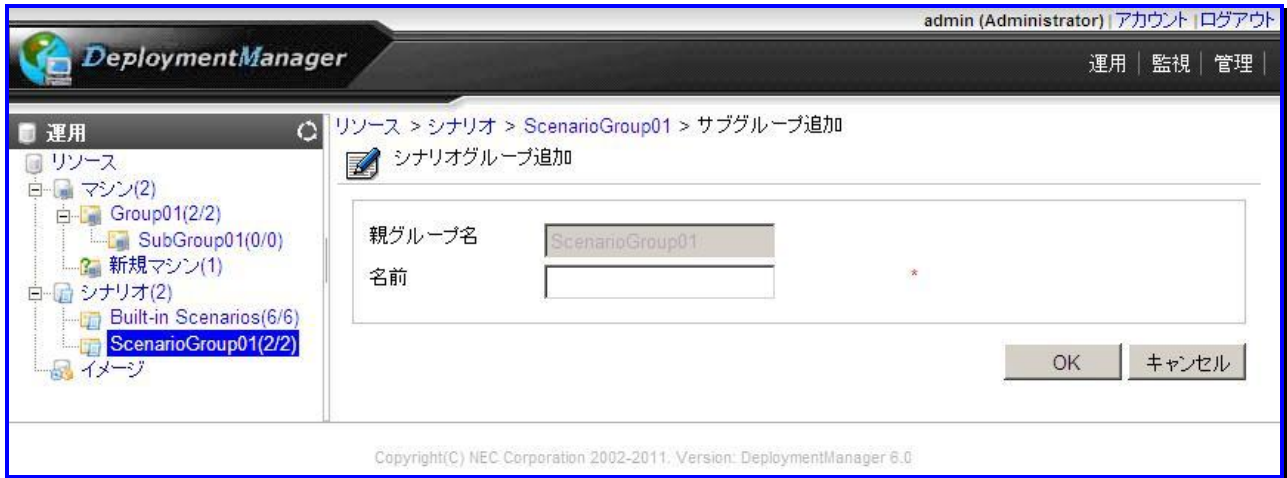 admin (Administrator) | アカウント | ログアウト
DeploymentManager
運用 | 監視 | 管理 |
運用
リソース
マシン(2)
Group01(2/2)
SubGroup01(0/0)
新規マシン(1)
シナリオ(2)
Built-in Scenarios(6/6)
ScenarioGroup01(2/2)
イメージ
リソース > シナリオ > ScenarioGroup01 > サブグループ追加
シナリオグループ追加
親グループ名 ScenarioGroup01
名前 *
OK キャンセル
Copyright(C) NEC Corporation 2002-2011. Version: DeploymentManager 6.0